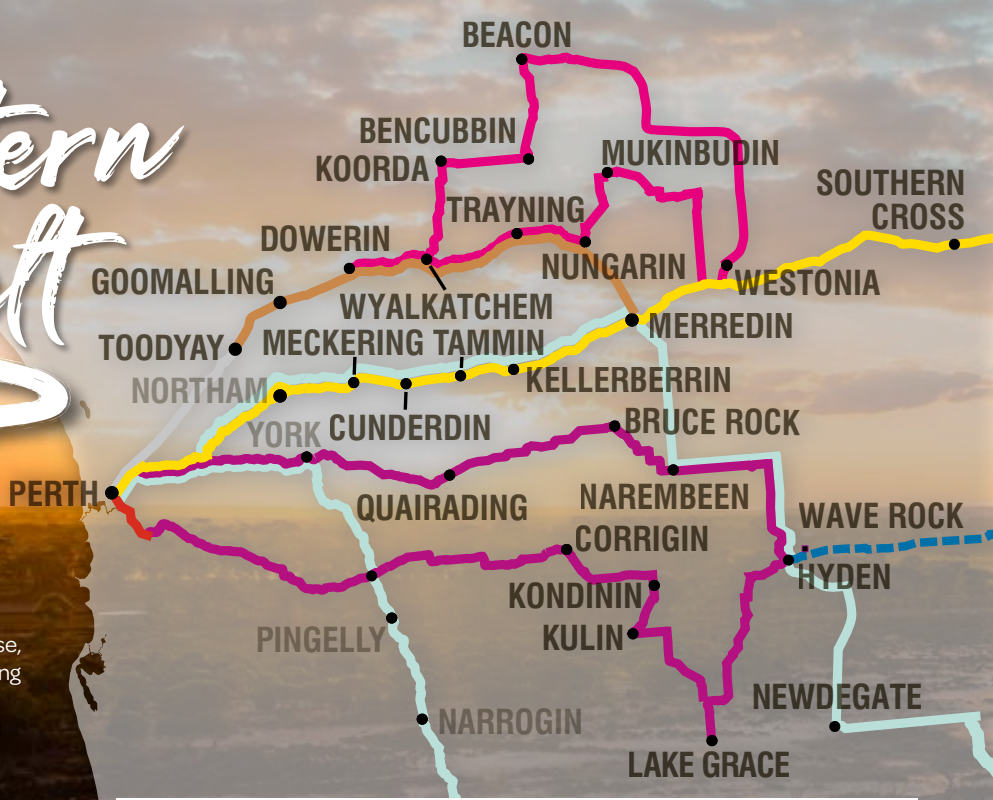 BEACON
BENCUBBIN
KOORDA
MUKINBUDIN
SOUTHERN
CROSS
TRAYNING
DOWERIN
NUNGARIN
GOOMALLING
WESTONIA
WYALKATCHEM
TOODYAY
MECKERING TAMMIN
MERREDIN
NORTHAM
KELLERBERRIN
YORK
CUNDERDIN
BRUCE ROCK
PERTH
QUAIRADING
NAREMBEEN
WAVE ROCK
CORRIGIN
HYDEN
KONDININ
PINGELLY
KULIN
NEWDEGATE
NARROGIN
LAKE GRACE